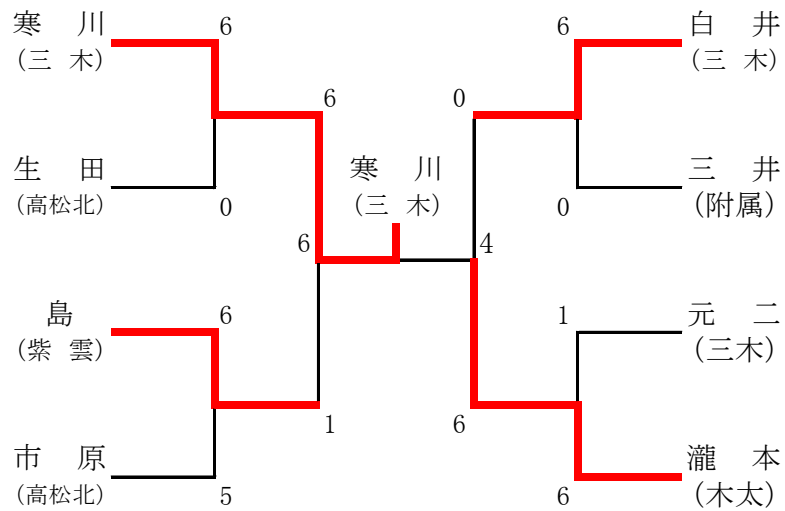 寒 川
(三 木)
6
6
生 田
(高松北)
0
島
(紫 雲)
6
1
市 原
(高松北)
5
寒 川
(三 木)
6
4
白 井
(三 木)
6
0
三 井
(附属)
0
元 二
(三木)
1
6
瀧 本
(木太)
6